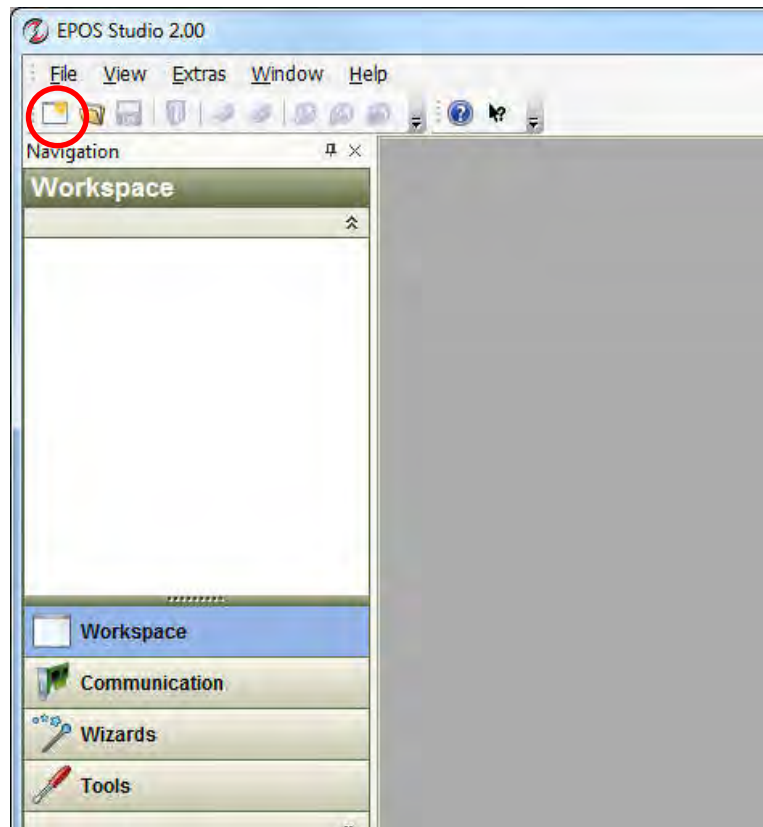 EPOS Studio 2.00
File View Extras Window Help
Navigation
Workspace
Workspace
Communication
Wizards
Tools